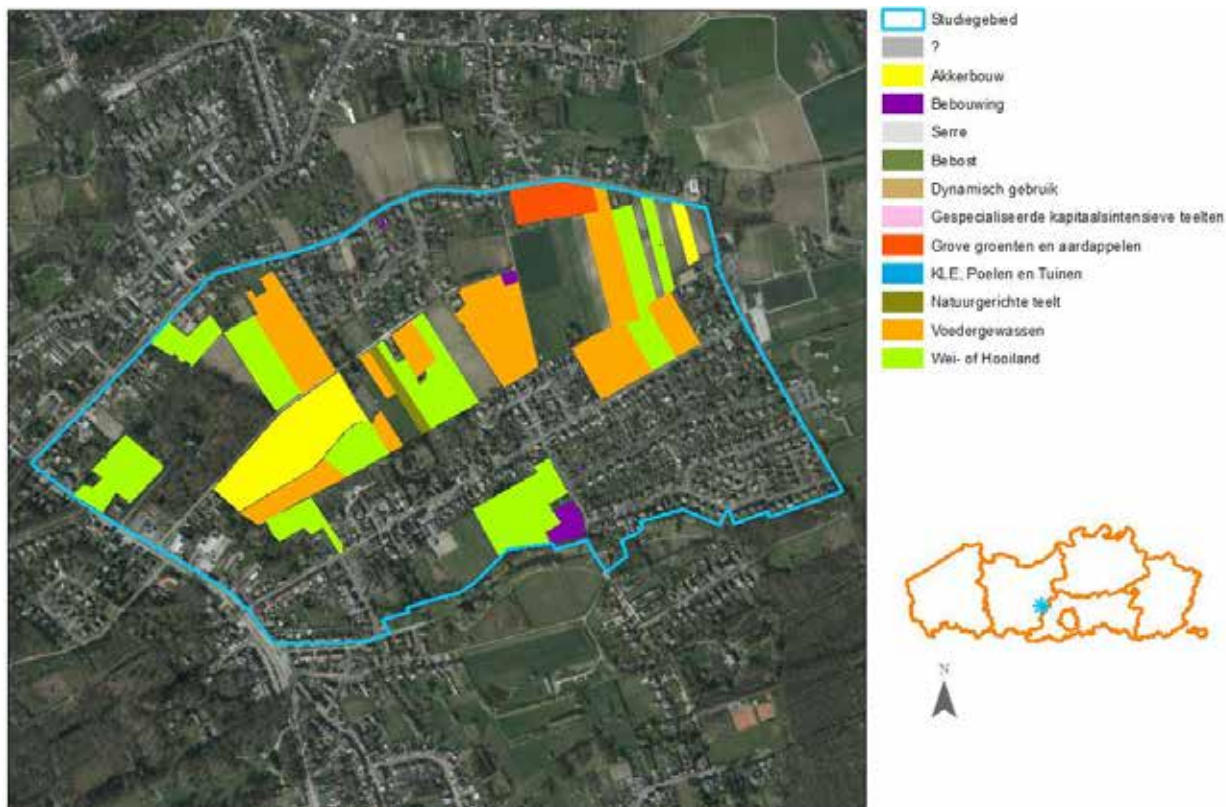 Studiegebied
?
Akkerbouw
Bebouwing
Serre
Bebost
Dynamisch gebruik
Gespecialiseerde kapitaalsintensieve teelten
Grove groenten en aardappelen
KLE, Poelen en Tuinen
Natuurgerichte teelt
Voedergewassen
Wei- of Hooiland
N